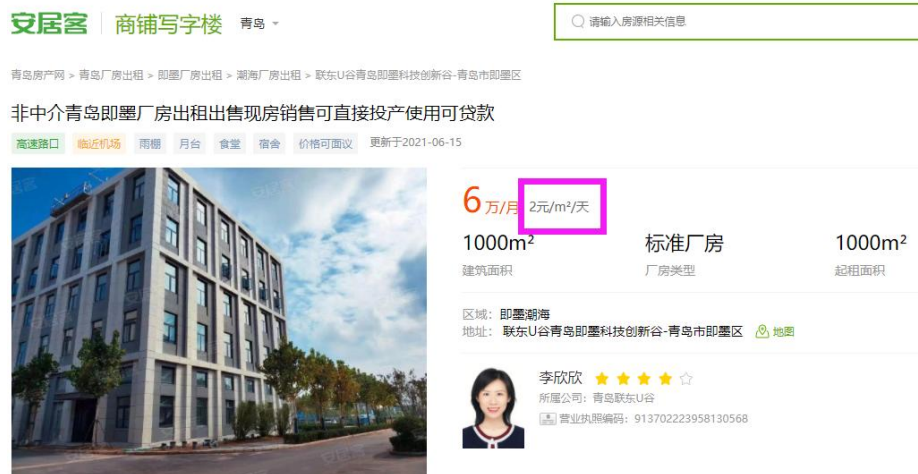 安居客 商铺写字楼 青岛
请输入房源相关信息
青岛房产网 > 青岛厂房出租 > 即墨厂房出租 > 潮海厂房出租 > 联东U谷青岛即墨科技创新谷-青岛市即墨区
非中介青岛即墨厂房出租出售现房销售可直接投产使用可贷款
高速路口 临近机场 雨棚 月台 食堂 宿舍 价格可面议 更新于2021-06-15
6万/月 2元/m²/天
1000m² 标准厂房 1000m²
建筑面积 厂房类型 起租面积
区域: 即墨潮海
地址: 联东U谷青岛即墨科技创新谷-青岛市即墨区 地图
李欣欣
所属公司: 青岛联东U谷
营业执照编码: 913702223958130568